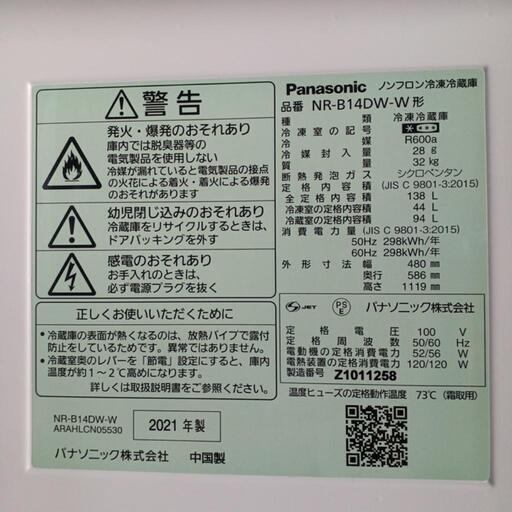 警告
発火・爆発のおそれあり
庫内では脱臭器等の
電気製品を使用しない
冷媒が漏れていると電気製品の接点
の火花による着火・着火による爆発
のおそれあり
幼児閉じ込みのおそれあり
冷蔵庫をリサイクルするときは、
ドアパッキングを外す
感電のおそれあり
お手入れのときは、
必ず電源プラグを抜く
正しくお使いいただくために
•冷蔵庫の表面が熱くなるのは、放熱パイプで露付
防止しているためです。異常ではありません。
•冷蔵室奥のレバーを「節電」設定にすると、庫内
温度が約1〜2℃高めになります。
詳しくは取扱説明書をご参照ください。
NR-B14DW-W
ARAHLCN05530
2021年製
パナソニック株式会社 中国製
Panasonic ノンフロン冷凍冷蔵庫
品番 NR-B14DW-W形
種類 冷凍冷蔵庫
冷凍室の記号 ****
冷媒 R600a
冷媒封入量 28 g
質量 32 kg
断熱発泡ガス シクロペンタン
定格内容積 (JIS C 9801-3:2015)
全定格内容積 138 L
冷凍室の定格内容積 44 L
冷蔵室の定格内容積 94 L
消費電力量 (JIS C 9801-3:2015)
50Hz 298kWh/年
60Hz 298kWh/年
外形寸法 幅 480 mm
奥行 586 mm
高さ 1119 mm
JET PSE パナソニック株式会社
定格電圧 100 V
定格周波数 50/60 Hz
電動機の定格消費電力 52/56 W
電熱装置の定格消費電力 120/120 W
製造番号 Z1011258
温度ヒューズの定格動作温度 73℃(霜取用)